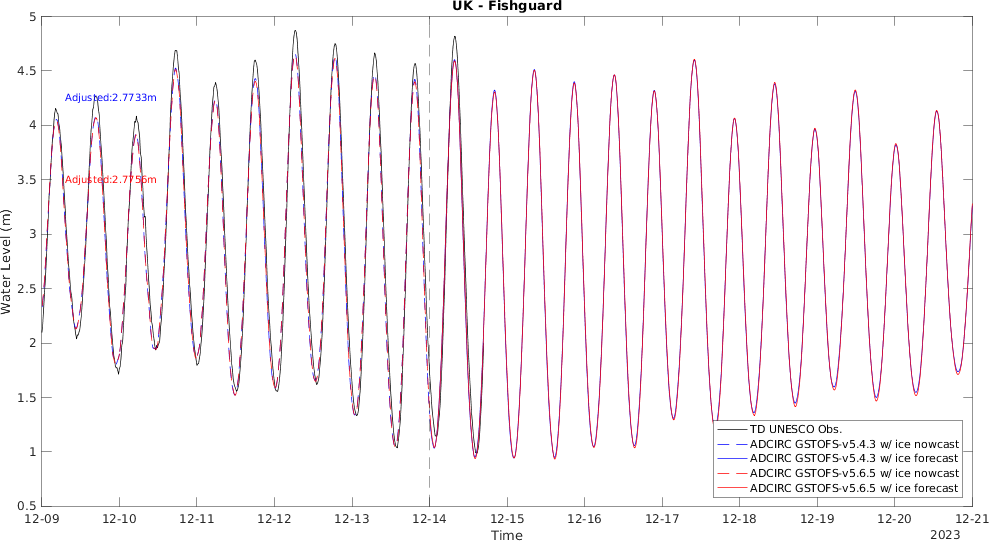 UK - Fishguard
5
4.5
4
3.5
3
2.5
2
1.5
1
0.5
Water Level (m)
Adjusted:2.7733m
Adjusted:2.7756m
TD UNESCO Obs.
ADCIRC GSTOFS-v5.4.3 w/ ice nowcast
ADCIRC GSTOFS-v5.4.3 w/ ice forecast
ADCIRC GSTOFS-v5.6.5 w/ ice nowcast
ADCIRC GSTOFS-v5.6.5 w/ ice forecast
12-09 12-10 12-11 12-12 12-13 12-14 12-15 12-16 12-17 12-18 12-19 12-20 12-21
Time
2023